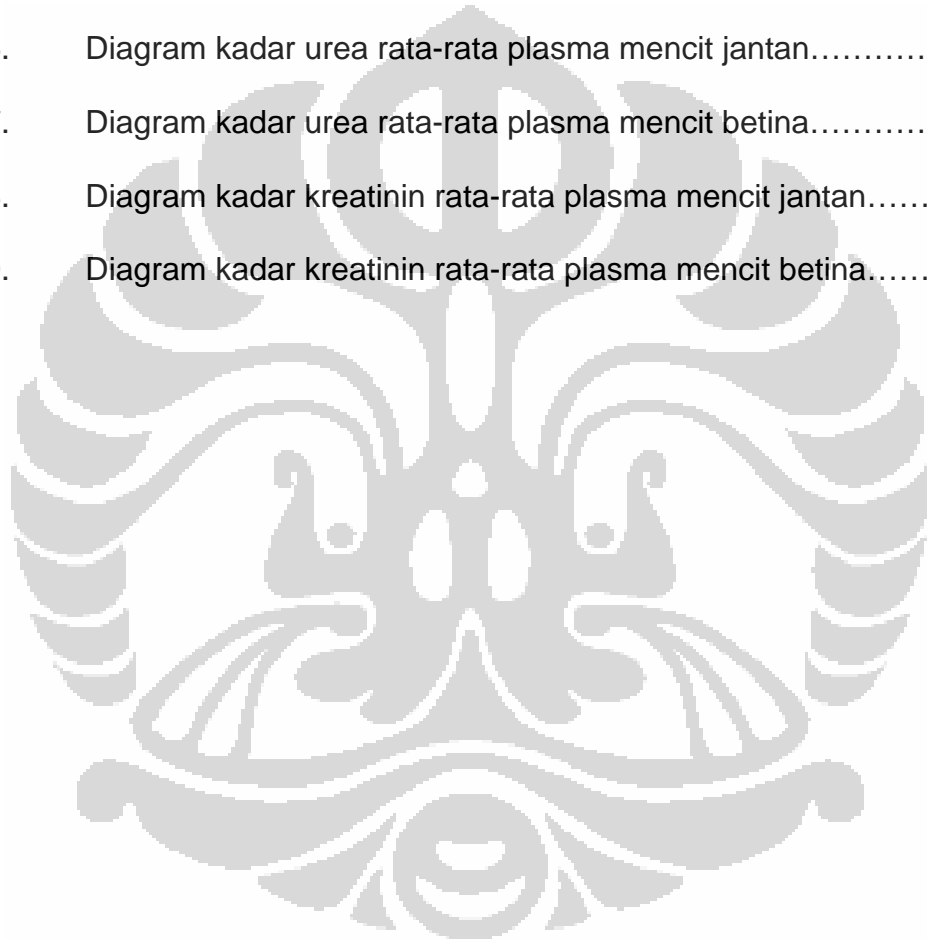 . Diagram kadar urea rata-rata plasma mencit jantan…………
. Diagram kadar urea rata-rata plasma mencit betina…………
. Diagram kadar kreatinin rata-rata plasma mencit jantan……
. Diagram kadar kreatinin rata-rata plasma mencit betina……